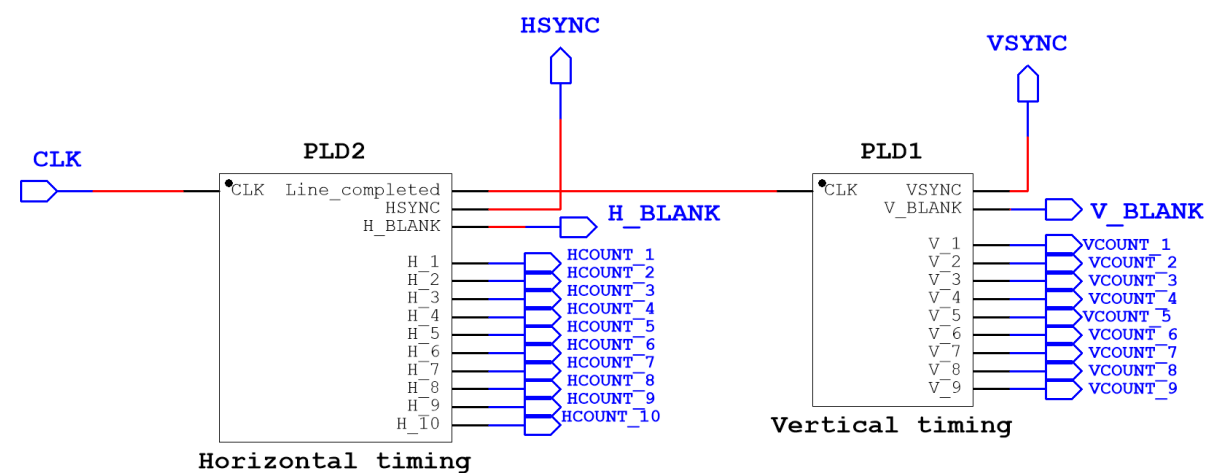 HSYNC
VSYNC
CLK
PLD2
PLD1
CLK Line_completed
HSYNC
H_BLANK
H_BLANK
H_1 HCOUNT_1
H_2 HCOUNT_2
H_3 HCOUNT_3
H_4 HCOUNT_4
H_5 HCOUNT_5
H_6 HCOUNT_6
H_7 HCOUNT_7
H_8 HCOUNT_8
H_9 HCOUNT_9
H_10 HCOUNT_10
Horizontal timing
CLK VSYNC
V_BLANK
V_BLANK
V_1 VCOUNT_1
V_2 VCOUNT_2
V_3 VCOUNT_3
V_4 VCOUNT_4
V_5 VCOUNT_5
V_6 VCOUNT_6
V_7 VCOUNT_7
V_8 VCOUNT_8
V_9 VCOUNT_9
Vertical timing